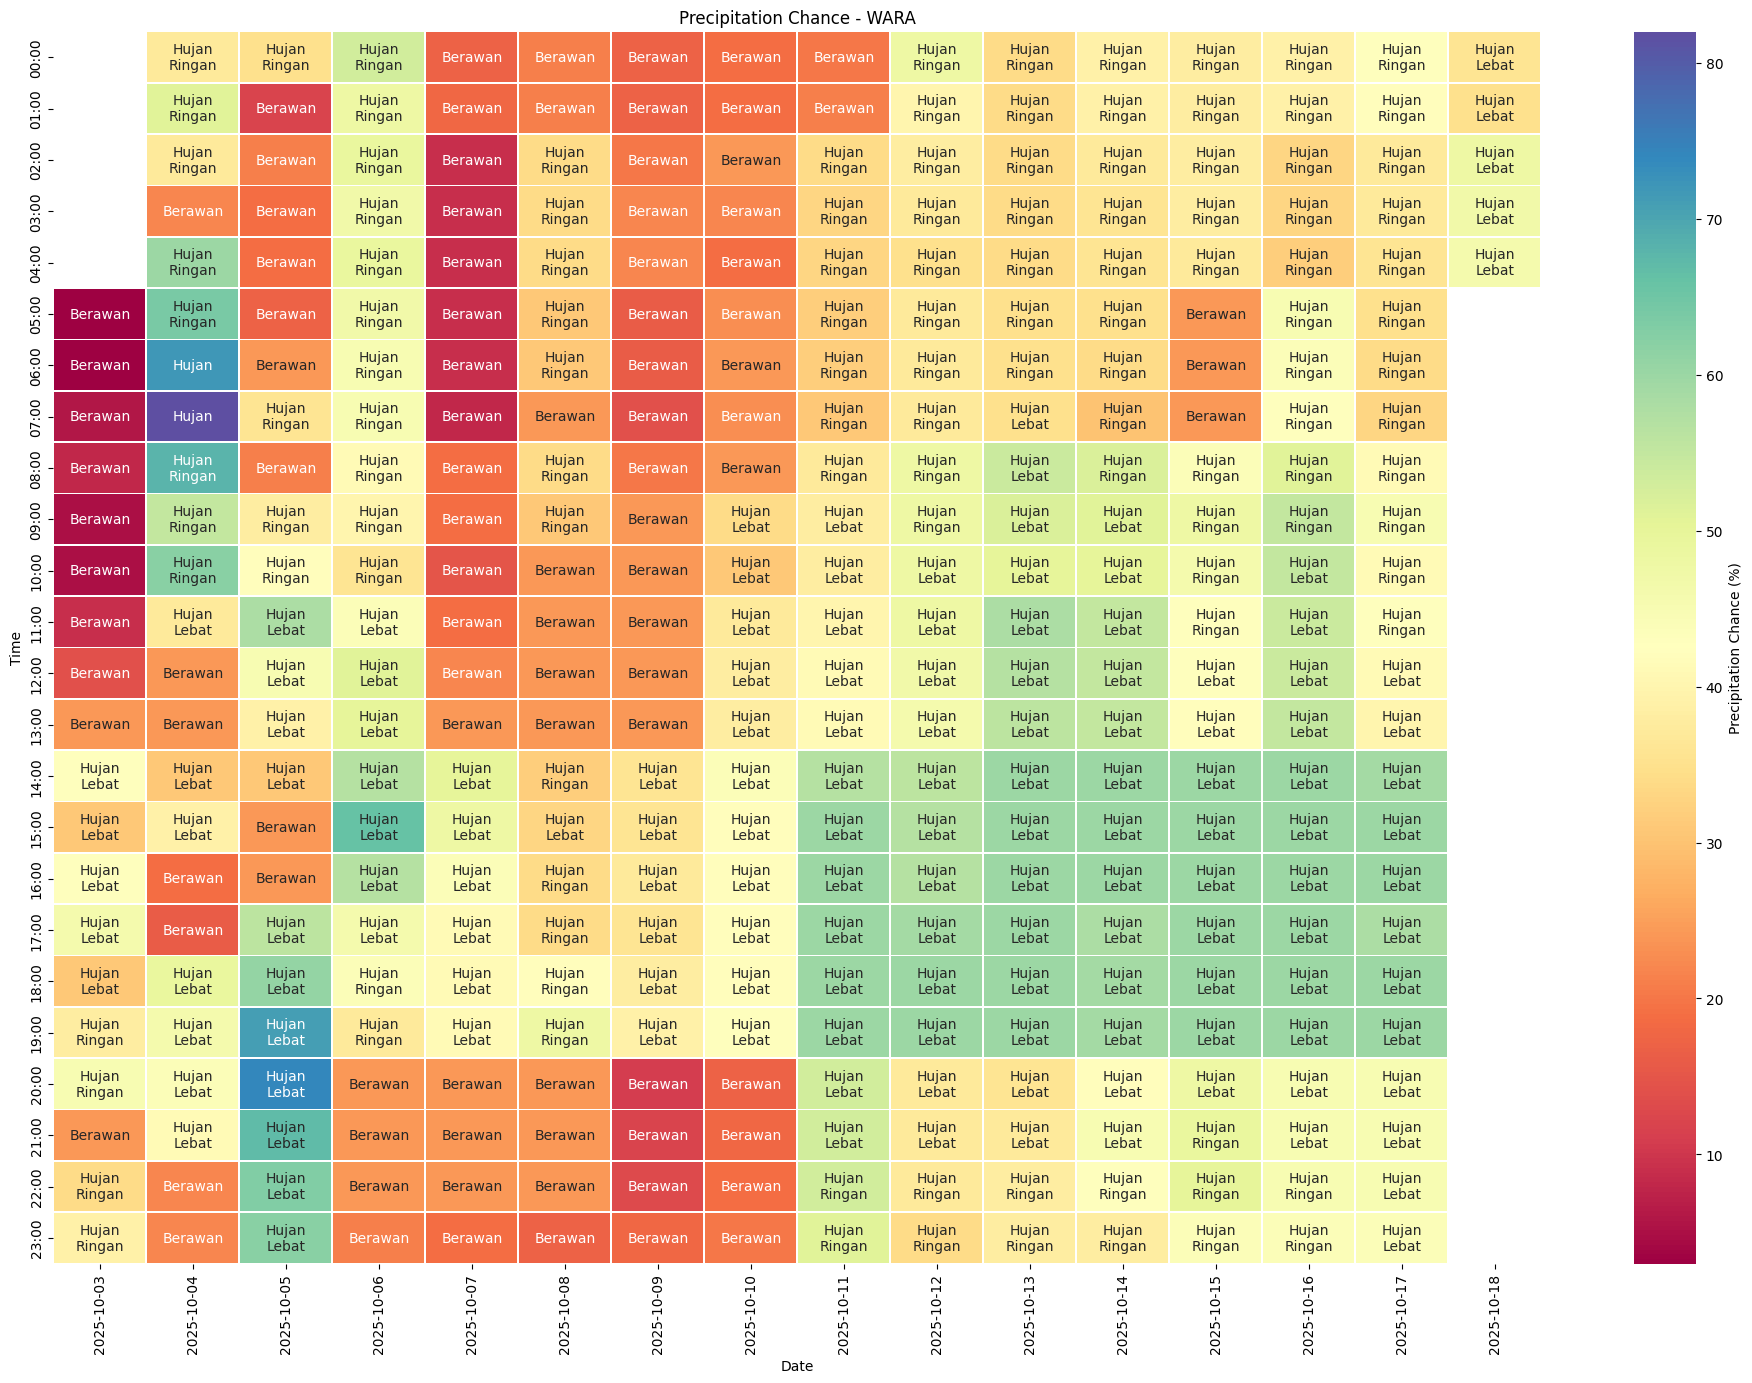 Precipitation Chance - WARA
00:00 Hujan Ringan Hujan Ringan Hujan Ringan Berawan Berawan Berawan Berawan Berawan Hujan Ringan Hujan Ringan Hujan Ringan Hujan Ringan Hujan Ringan Hujan Ringan Hujan Lebat
01:00 Hujan Ringan Berawan Hujan Ringan Berawan Berawan Berawan Berawan Berawan Hujan Ringan Hujan Ringan Hujan Ringan Hujan Ringan Hujan Ringan Hujan Ringan Hujan Lebat
02:00 Hujan Ringan Berawan Hujan Ringan Berawan Hujan Ringan Berawan Berawan Hujan Ringan Hujan Ringan Hujan Ringan Hujan Ringan Hujan Ringan Hujan Ringan Hujan Ringan Hujan Lebat
03:00 Berawan Berawan Hujan Ringan Berawan Hujan Ringan Berawan Berawan Hujan Ringan Hujan Ringan Hujan Ringan Hujan Ringan Hujan Ringan Hujan Ringan Hujan Ringan Hujan Lebat
04:00 Hujan Ringan Berawan Hujan Ringan Berawan Hujan Ringan Berawan Berawan Hujan Ringan Hujan Ringan Hujan Ringan Hujan Ringan Hujan Ringan Hujan Ringan Hujan Ringan Hujan Lebat
05:00 Berawan Hujan Ringan Berawan Hujan Ringan Berawan Hujan Ringan Berawan Berawan Hujan Ringan Hujan Ringan Hujan Ringan Hujan Ringan Berawan Hujan Ringan Hujan Ringan
06:00 Berawan Hujan Berawan Hujan Ringan Berawan Hujan Ringan Berawan Berawan Hujan Ringan Hujan Ringan Hujan Ringan Hujan Ringan Berawan Hujan Ringan Hujan Ringan
07:00 Berawan Hujan Hujan Ringan Hujan Ringan Berawan Berawan Berawan Berawan Hujan Ringan Hujan Ringan Hujan Lebat Hujan Ringan Berawan Hujan Ringan Hujan Ringan
08:00 Berawan Hujan Ringan Berawan Hujan Ringan Berawan Hujan Ringan Berawan Berawan Hujan Ringan Hujan Ringan Hujan Lebat Hujan Ringan Hujan Ringan Hujan Ringan Hujan Ringan
09:00 Berawan Hujan Ringan Hujan Ringan Hujan Ringan Berawan Hujan Ringan Berawan Hujan Lebat Hujan Lebat Hujan Ringan Hujan Lebat Hujan Lebat Hujan Ringan Hujan Ringan Hujan Ringan
10:00 Berawan Hujan Ringan Hujan Ringan Hujan Ringan Berawan Berawan Berawan Hujan Lebat Hujan Lebat Hujan Lebat Hujan Lebat Hujan Lebat Hujan Ringan Hujan Lebat Hujan Ringan
11:00 Berawan Hujan Lebat Hujan Lebat Hujan Lebat Berawan Berawan Berawan Hujan Lebat Hujan Lebat Hujan Lebat Hujan Lebat Hujan Lebat Hujan Ringan Hujan Lebat Hujan Ringan
12:00 Berawan Berawan Hujan Lebat Hujan Lebat Berawan Berawan Berawan Hujan Lebat Hujan Lebat Hujan Lebat Hujan Lebat Hujan Lebat Hujan Lebat Hujan Lebat Hujan Lebat
13:00 Berawan Berawan Hujan Lebat Hujan Lebat Berawan Berawan Berawan Hujan Lebat Hujan Lebat Hujan Lebat Hujan Lebat Hujan Lebat Hujan Lebat Hujan Lebat Hujan Lebat
14:00 Hujan Lebat Hujan Lebat Hujan Lebat Hujan Lebat Hujan Lebat Hujan Ringan Hujan Lebat Hujan Lebat Hujan Lebat Hujan Lebat Hujan Lebat Hujan Lebat Hujan Lebat Hujan Lebat Hujan Lebat
15:00 Hujan Lebat Hujan Lebat Berawan Hujan Lebat Hujan Lebat Hujan Lebat Hujan Lebat Hujan Lebat Hujan Lebat Hujan Lebat Hujan Lebat Hujan Lebat Hujan Lebat Hujan Lebat Hujan Lebat
16:00 Hujan Lebat Berawan Berawan Hujan Lebat Hujan Lebat Hujan Ringan Hujan Lebat Hujan Lebat Hujan Lebat Hujan Lebat Hujan Lebat Hujan Lebat Hujan Lebat Hujan Lebat Hujan Lebat
17:00 Hujan Lebat Berawan Hujan Lebat Hujan Lebat Hujan Lebat Hujan Ringan Hujan Lebat Hujan Lebat Hujan Lebat Hujan Lebat Hujan Lebat Hujan Lebat Hujan Lebat Hujan Lebat Hujan Lebat
18:00 Hujan Lebat Hujan Lebat Hujan Lebat Hujan Ringan Hujan Lebat Hujan Ringan Hujan Lebat Hujan Lebat Hujan Lebat Hujan Lebat Hujan Lebat Hujan Lebat Hujan Lebat Hujan Lebat Hujan Lebat
19:00 Hujan Ringan Hujan Lebat Hujan Lebat Hujan Ringan Hujan Lebat Hujan Ringan Hujan Lebat Hujan Lebat Hujan Lebat Hujan Lebat Hujan Lebat Hujan Lebat Hujan Lebat Hujan Lebat Hujan Lebat
20:00 Hujan Ringan Hujan Lebat Hujan Lebat Berawan Berawan Berawan Berawan Berawan Hujan Lebat Hujan Lebat Hujan Lebat Hujan Lebat Hujan Lebat Hujan Lebat Hujan Lebat
21:00 Berawan Hujan Lebat Hujan Lebat Berawan Berawan Berawan Berawan Berawan Hujan Lebat Hujan Lebat Hujan Lebat Hujan Lebat Hujan Ringan Hujan Lebat Hujan Lebat
22:00 Hujan Ringan Berawan Hujan Lebat Berawan Berawan Berawan Berawan Berawan Hujan Ringan Hujan Ringan Hujan Ringan Hujan Ringan Hujan Ringan Hujan Ringan Hujan Lebat
23:00 Hujan Ringan Berawan Hujan Lebat Berawan Berawan Berawan Berawan Berawan Hujan Ringan Hujan Ringan Hujan Ringan Hujan Ringan Hujan Ringan Hujan Ringan Hujan Lebat
Time
2025-10-03 2025-10-04 2025-10-05 2025-10-06 2025-10-07 2025-10-08 2025-10-09 2025-10-10 2025-10-11 2025-10-12 2025-10-13 2025-10-14 2025-10-15 2025-10-16 2025-10-17 2025-10-18
Date
80
70
60
50
40
30
20
10
Precipitation Chance (%)